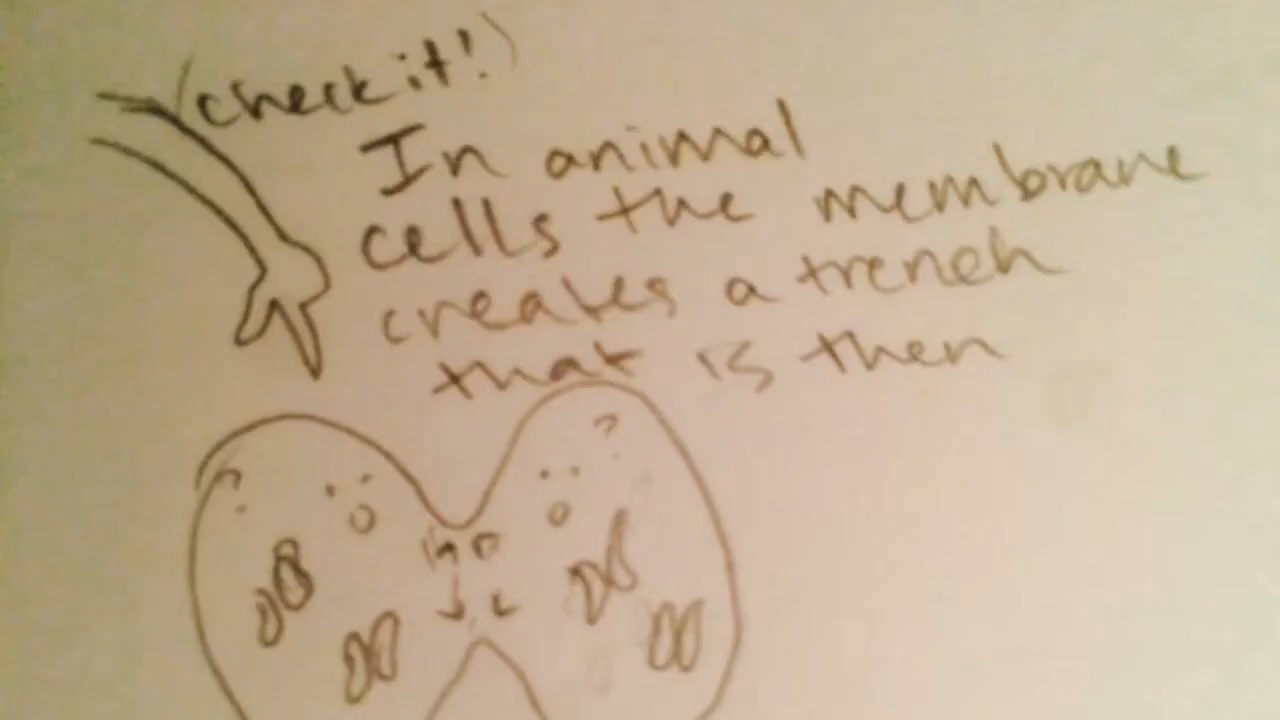 (check it!)
In animal
cells the membrane
creates a trench
that is then